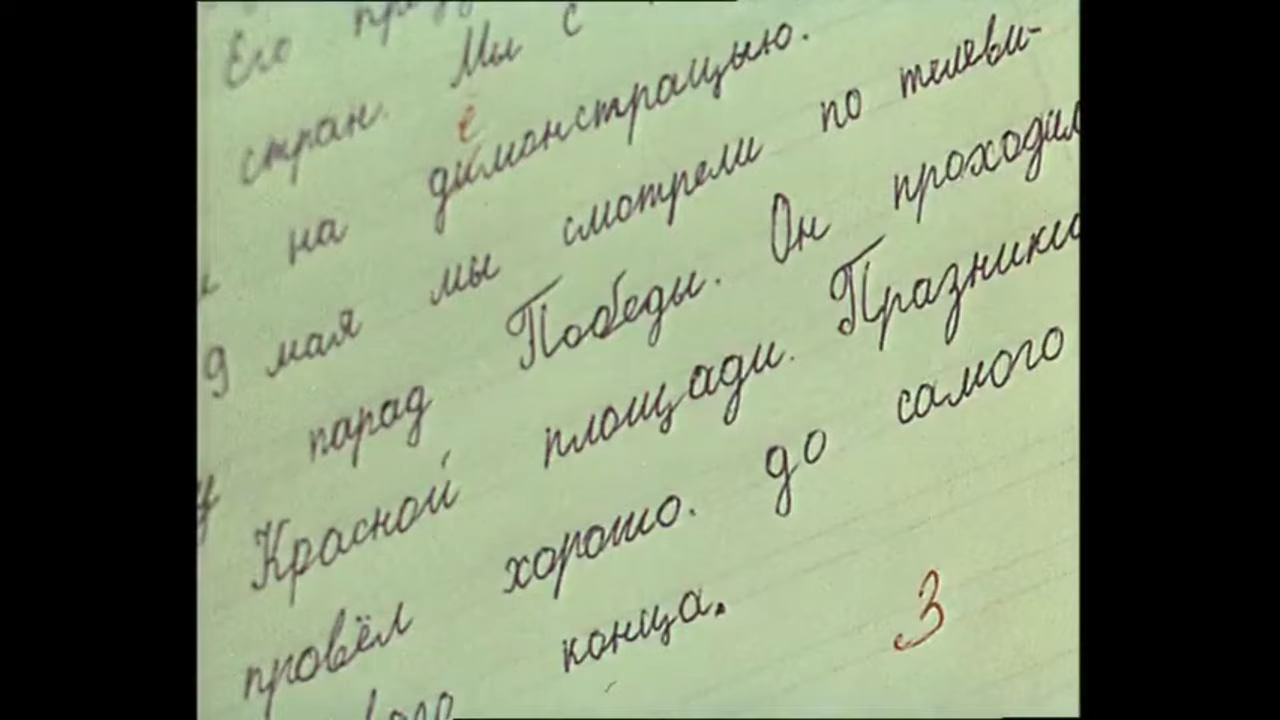 Его
стран. Мы с
е
на димонстрацыю.
9 мая мы смотрели по телеви-
у парад Победы. Он проходил
Красной площади. Празники
провёл хорошо. до самого
конца.
3